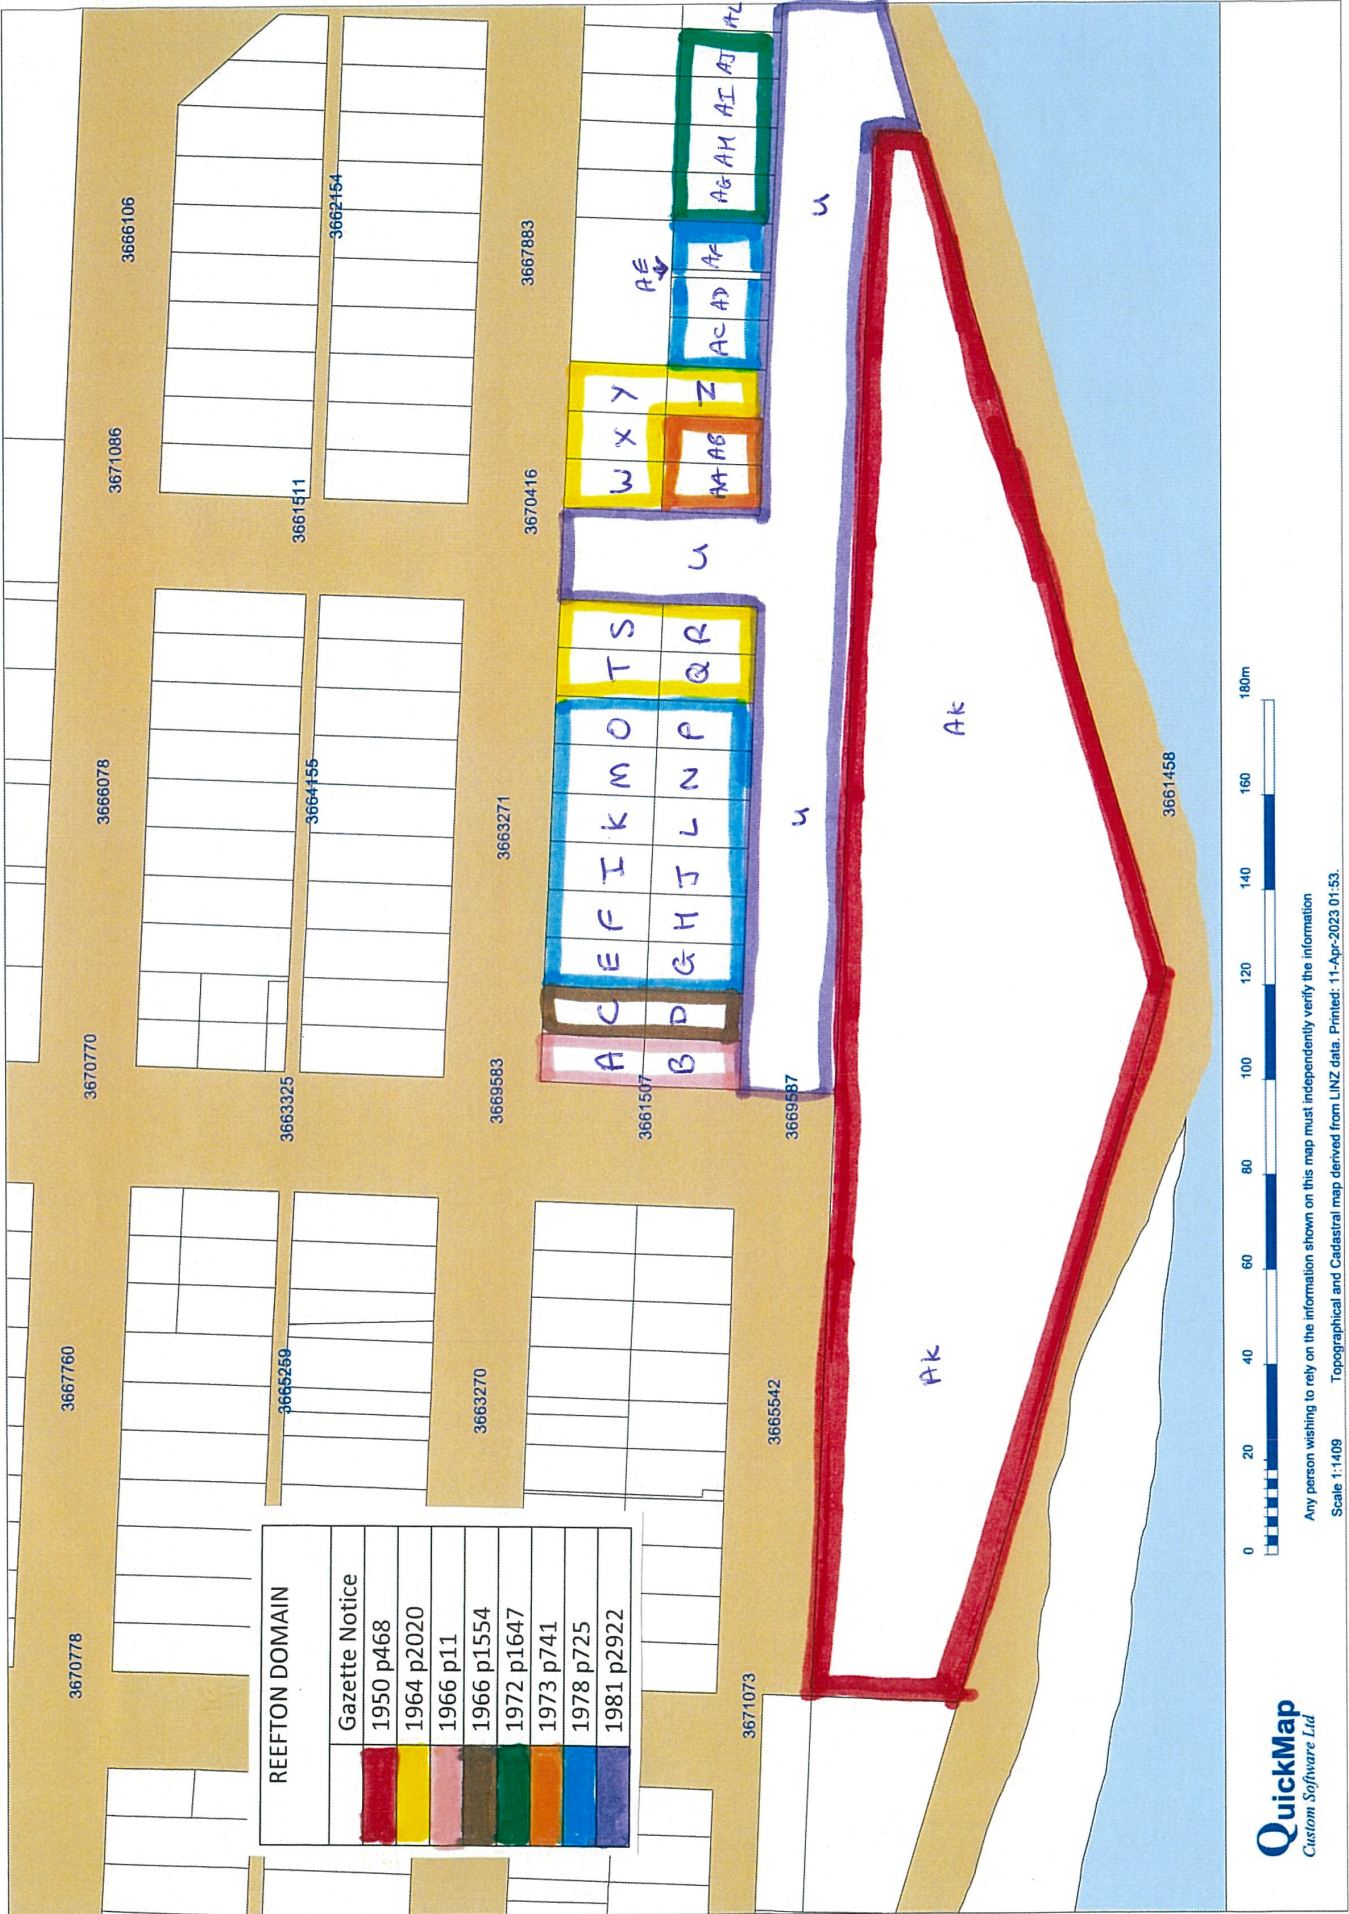 3666106
3671086
3666078
3670770
3667760
3670778
3662154
3661511
3664155
3663325
3665259
3667883
3670416
3663271
3669583
3663270
3661507
3669587
3665542
3671073
3661458
A C E F I K M O T S U W X Y
B D G H J L N P Q R AA AB Z AC AD AE AF AG AH AI AJ AL
U U
AK AK
REEFTON DOMAIN
Gazette Notice
1950 p468
1964 p2020
1966 p11
1966 p1554
1972 p1647
1973 p741
1978 p725
1981 p2922
0 20 40 60 80 100 120 140 160 180m
QuickMap
Custom Software Ltd
Any person wishing to rely on the information shown on this map must independently verify the information
Scale 1:1409 Topographical and Cadastral map derived from LINZ data. Printed: 11-Apr-2023 01:53.